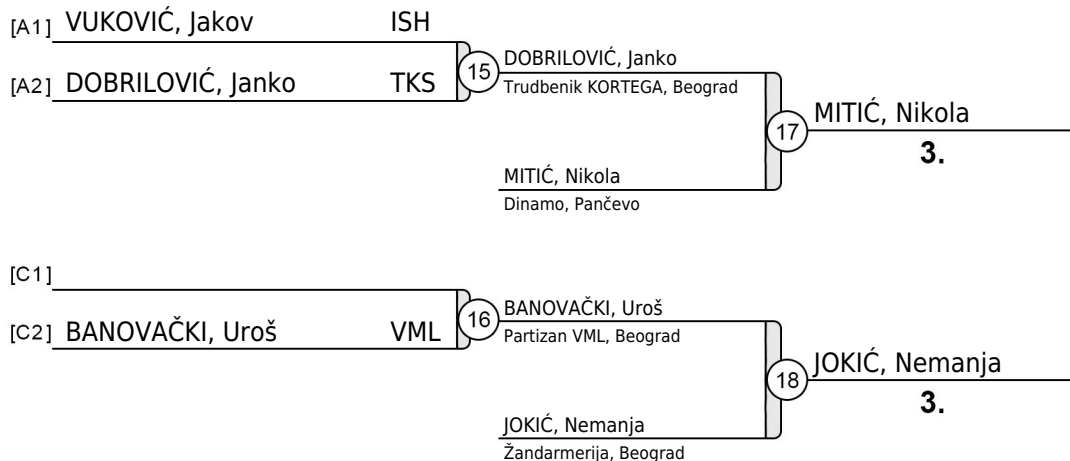 [A1] VUKOVIĆ, Jakov ISH
[A2] DOBRILOVIĆ, Janko TKS
15
DOBRILOVIĆ, Janko
Trudbenik KORTEGA, Beograd
MITIĆ, Nikola
Dinamo, Pančevo
17
MITIĆ, Nikola
3.
[C1]
[C2] BANOVAČKI, Uroš VML
16
BANOVAČKI, Uroš
Partizan VML, Beograd
JOKIĆ, Nemanja
Žandarmerija, Beograd
18
JOKIĆ, Nemanja
3.